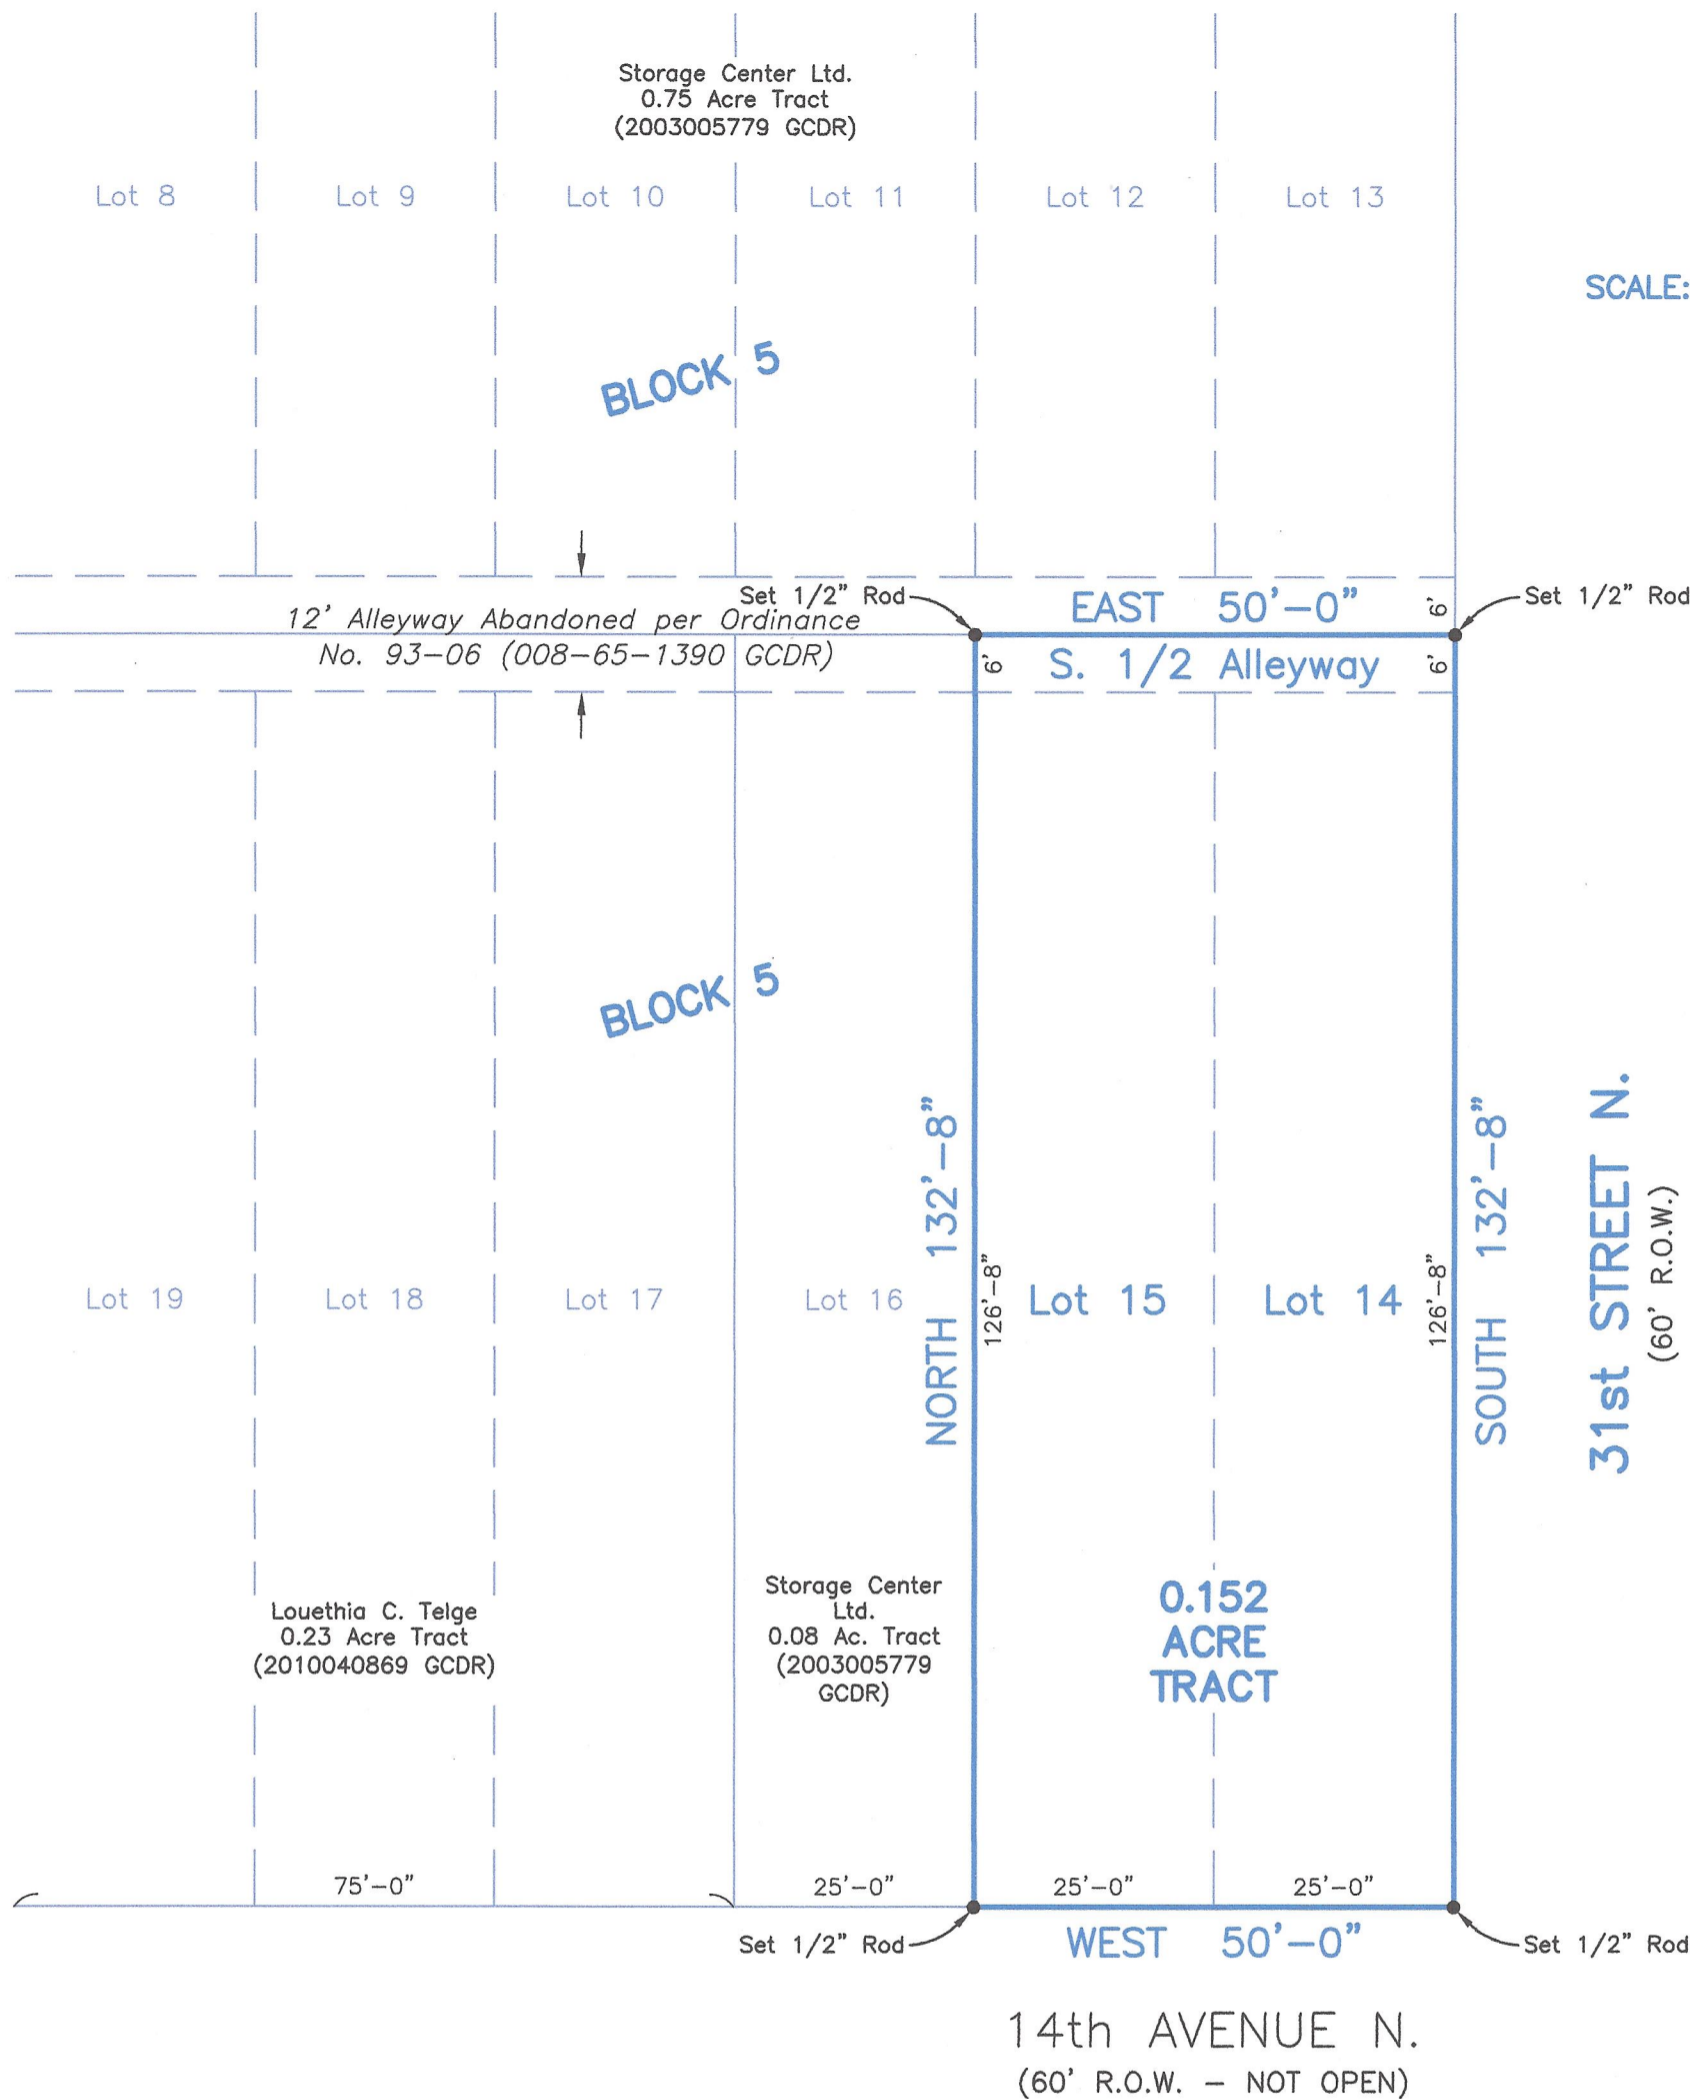 Storage Center Ltd.
0.75 Acre Tract
(2003005779 GCDR)
Lot 8
Lot 9
Lot 10
Lot 11
Lot 12
Lot 13
SCALE:
BLOCK 5
Set 1/2" Rod
EAST 50'-0"
6'
Set 1/2" Rod
12' Alleyway Abandoned per Ordinance
No. 93-06 (008-65-1390 GCDR)
6'
S. 1/2 Alleyway
6'
BLOCK 5
NORTH 132'-8"
126'-8"
126'-8"
SOUTH 132'-8"
31st STREET N.
(60' R.O.W.)
Lot 19
Lot 18
Lot 17
Lot 16
Lot 15
Lot 14
Louethia C. Telge
0.23 Acre Tract
(2010040869 GCDR)
Storage Center
Ltd.
0.08 Ac. Tract
(2003005779
GCDR)
0.152
ACRE
TRACT
75'-0"
25'-0"
25'-0"
25'-0"
Set 1/2" Rod
WEST 50'-0"
Set 1/2" Rod
14th AVENUE N.
(60' R.O.W. - NOT OPEN)